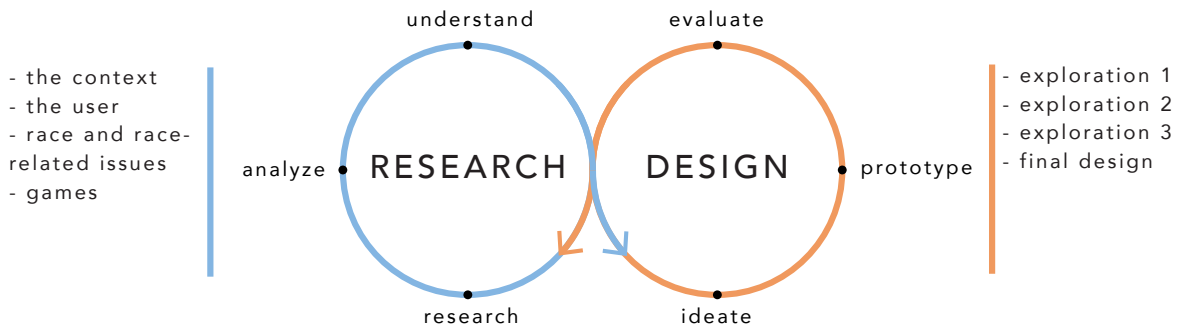 understand
evaluate
- the context
- the user
- race and race-
related issues
- games
analyze
RESEARCH
DESIGN
prototype
- exploration 1
- exploration 2
- exploration 3
- final design
research
ideate